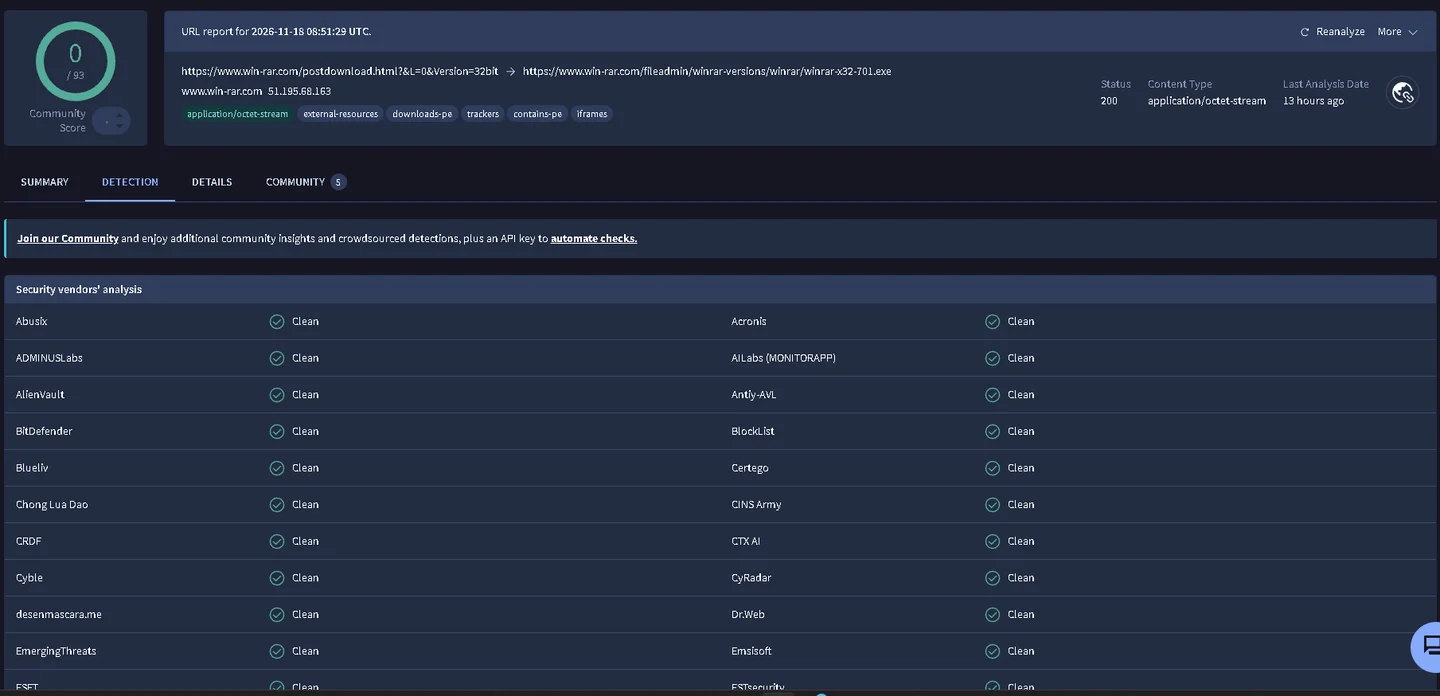 0
/ 93
Community
Score
URL report for 2026-11-18 08:51:29 UTC.
Reanalyze More
https://www.win-rar.com/postdownload.html?&L=0&Version=32bit → https://www.win-rar.com/fileadmin/winrar-versions/winrar/winrar-x32-701.exe
www.win-rar.com 51.195.68.163
application/octet-stream external-resources downloads-pe trackers contains-pe iframes
Status Content Type Last Analysis Date
200 application/octet-stream 13 hours ago
SUMMARY DETECTION DETAILS COMMUNITY 5
Join our Community and enjoy additional community insights and crowdsourced detections, plus an API key to automate checks.
Security vendors' analysis
Abusix Clean Acronis Clean
ADMINUSLabs Clean AILabs (MONITORAPP) Clean
AlienVault Clean Antiy-AVL Clean
BitDefender Clean BlockList Clean
Blueliv Clean Certego Clean
Chong Lua Dao Clean CINS Army Clean
CRDF Clean CTX AI Clean
Cyble Clean CyRadar Clean
desenmascara.me Clean Dr.Web Clean
EmergingThreats Clean Emsisoft Clean
ESET Clean ESTsecurity Clean